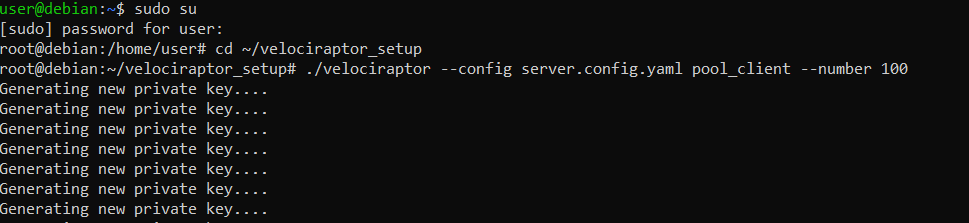 user@debian:~$ sudo su
[sudo] password for user:
root@debian:/home/user# cd ~/velociraptor_setup
root@debian:~/velociraptor_setup# ./velociraptor --config server.config.yaml pool_client --number 100
Generating new private key....
Generating new private key....
Generating new private key....
Generating new private key....
Generating new private key....
Generating new private key....
Generating new private key....